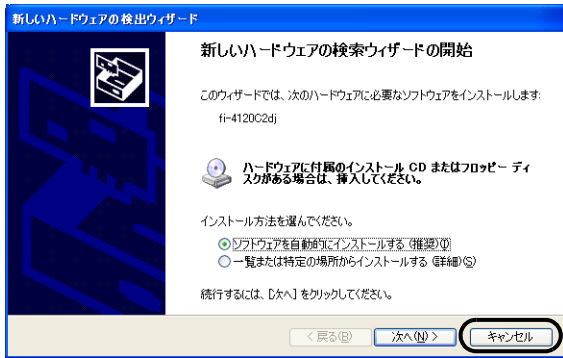 新しいハードウェアの検出ウィザード
新しいハードウェアの検索ウィザードの開始
このウィザードでは、次のハードウェアに必要なソフトウェアをインストールします:
fi-4120C2dj
ハードウェアに付属のインストール CD またはフロッピー ディ
スクがある場合は、挿入してください。
インストール方法を選んでください。
ソフトウェアを自動的にインストールする (推奨)(I)
一覧または特定の場所からインストールする (詳細)(S)
続行するには、[次へ] をクリックしてください。
< 戻る(B) 次へ(N) > キャンセル